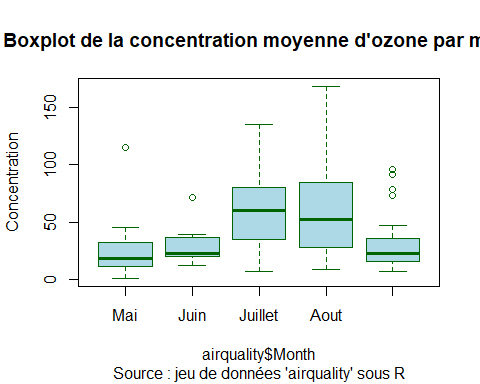 Boxplot de la concentration moyenne d'ozone par m
Concentration
150
100
50
0
Mai Juin Juillet Aout
airquality$Month
Source : jeu de données 'airquality' sous R